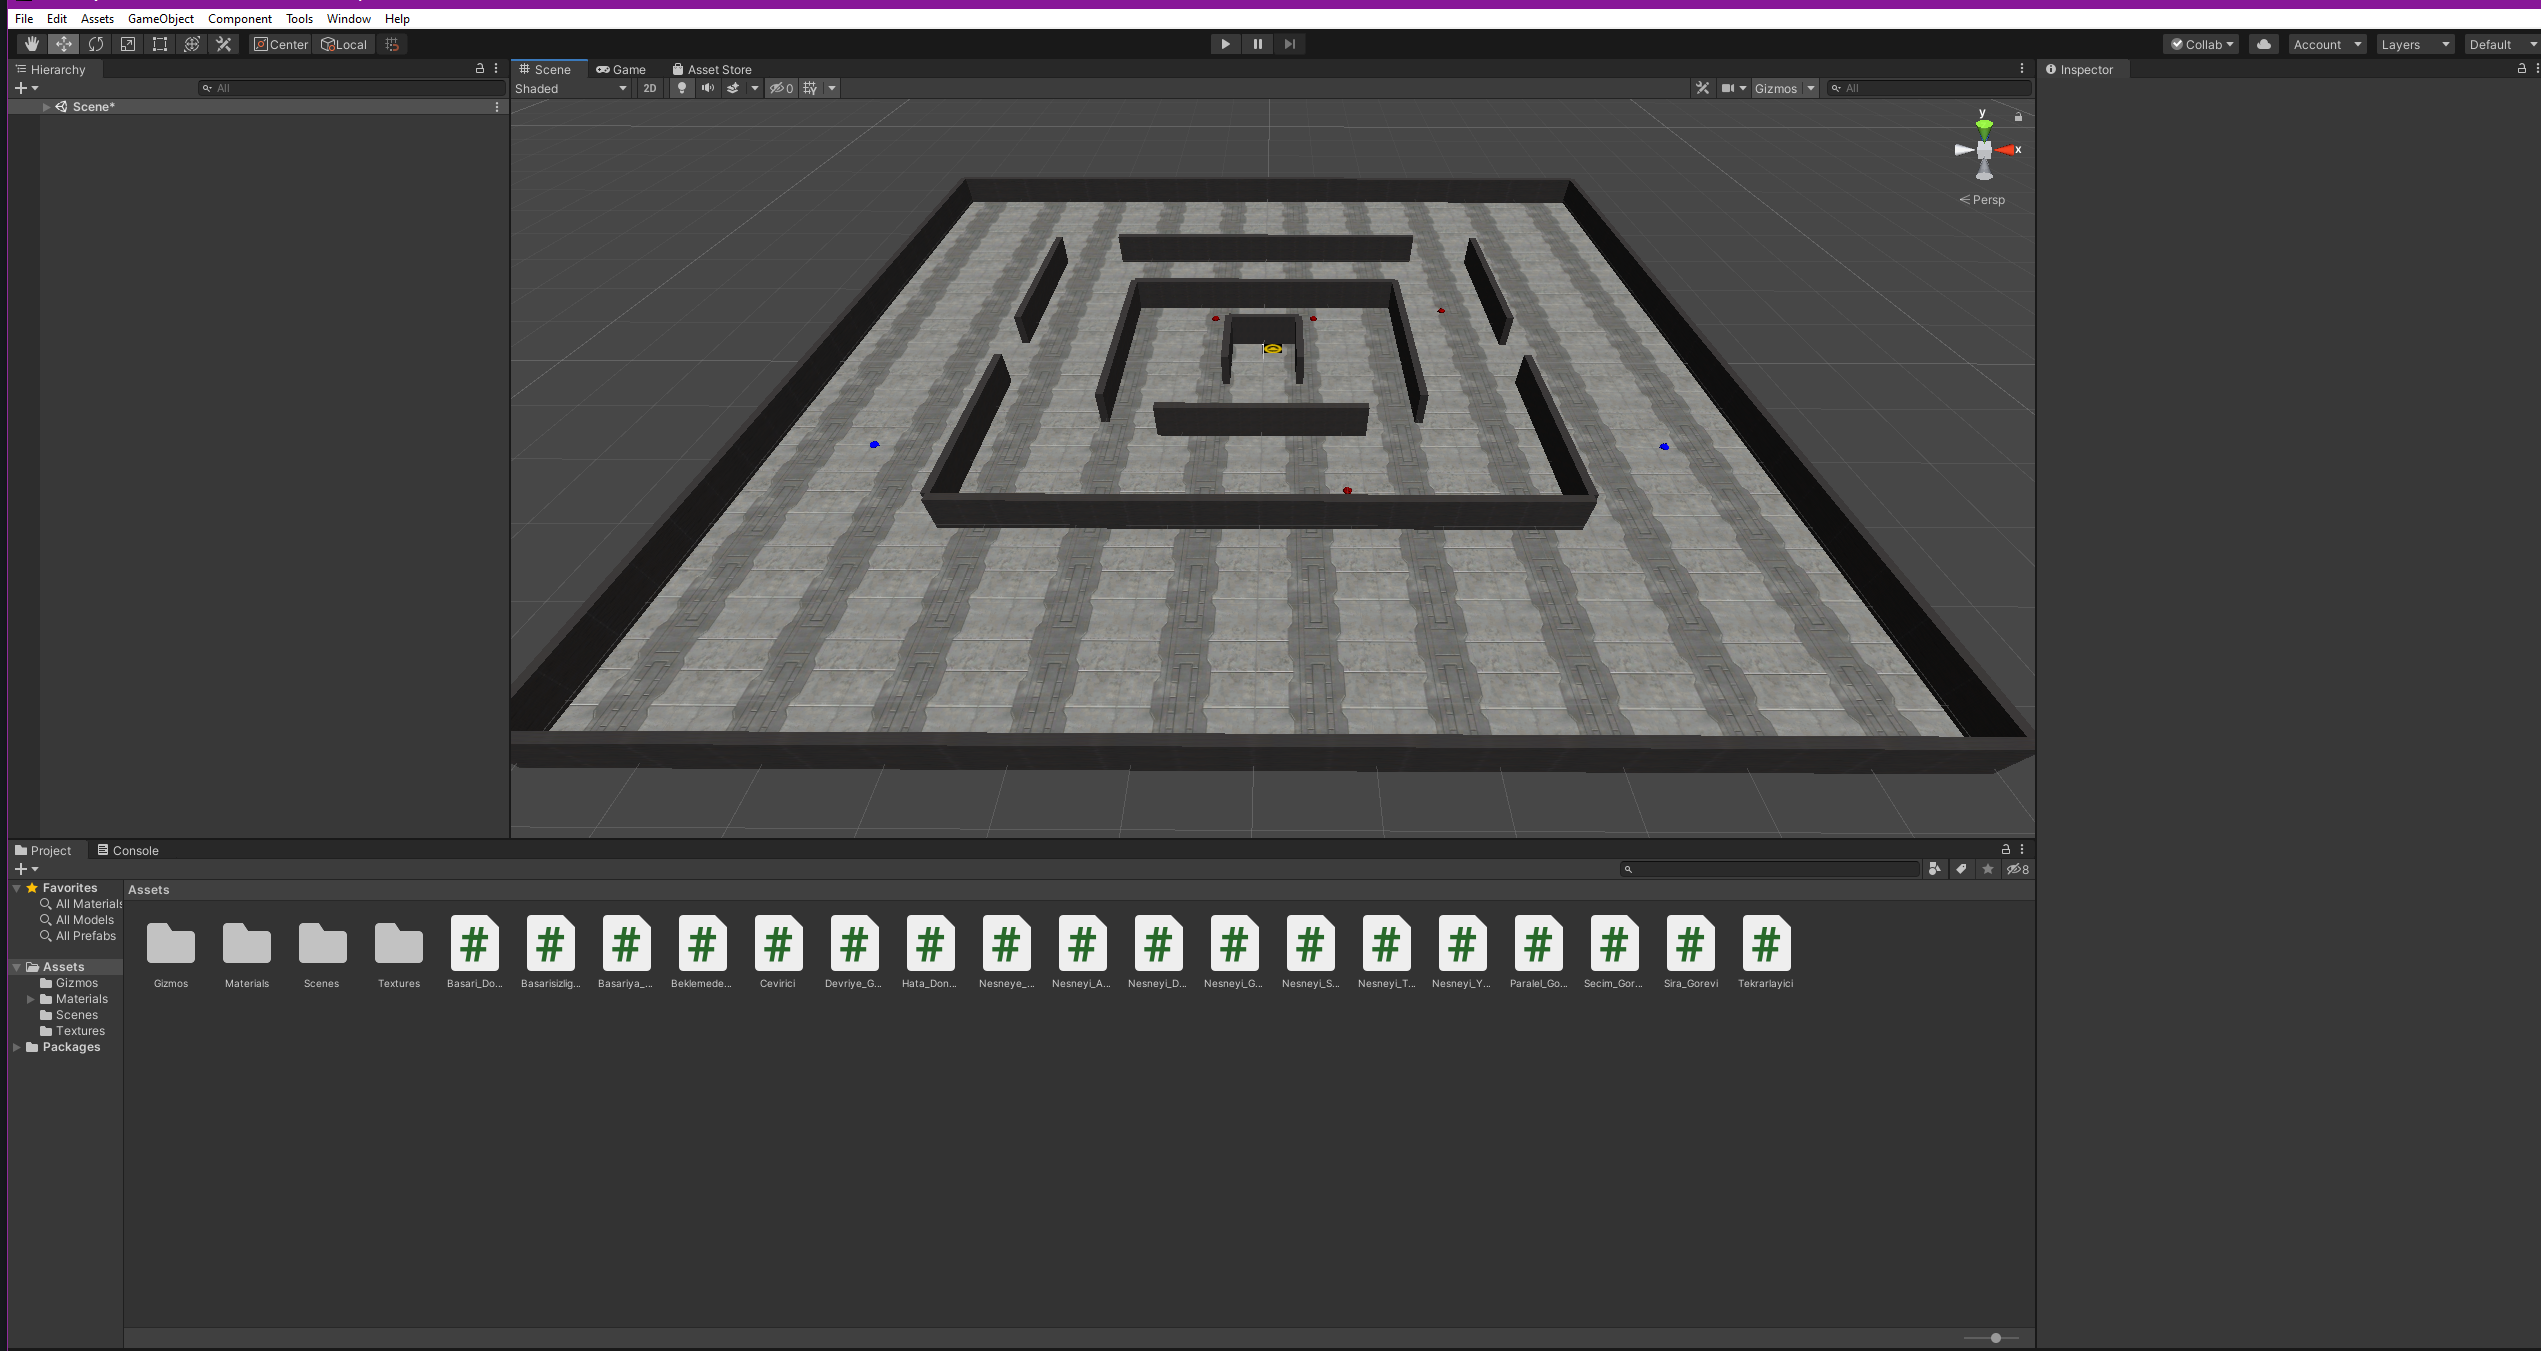 File Edit Assets GameObject Component Tools Window Help
Center Local Collab Account Layers Default
Hierarchy
All
Scene*
Scene Game Asset Store
Shaded 2D 0 Gizmos All
y
x
Persp
Inspector
Project Console
8
Favorites
All Materials
All Models
All Prefabs
Assets
Gizmos
Materials
Scenes
Textures
Packages
Assets
Gizmos Materials Scenes Textures Basari_Do... Basarisizlig... Basariya_... Beklemede... Cevirici Devriye_G... Hata_Don... Nesneye_... Nesneyi_A... Nesneyi_D... Nesneyi_G... Nesneyi_S... Nesneyi_T... Nesneyi_Y... Paralel_Go... Secim_Gor... Sira_Gorevi Tekrarlayici